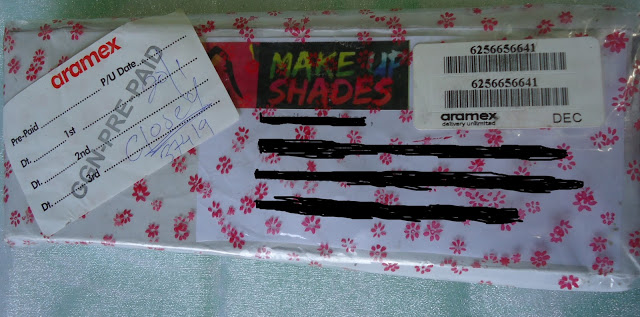 aramex
P/U Date
Pre-Paid
Dt. 1st
Dt. 2nd
Dt. 3rd closed
CGN-PRE-PAID
MAKE UP
SHADES
6256656641
6256656641
aramex
delivery unlimited
DEC